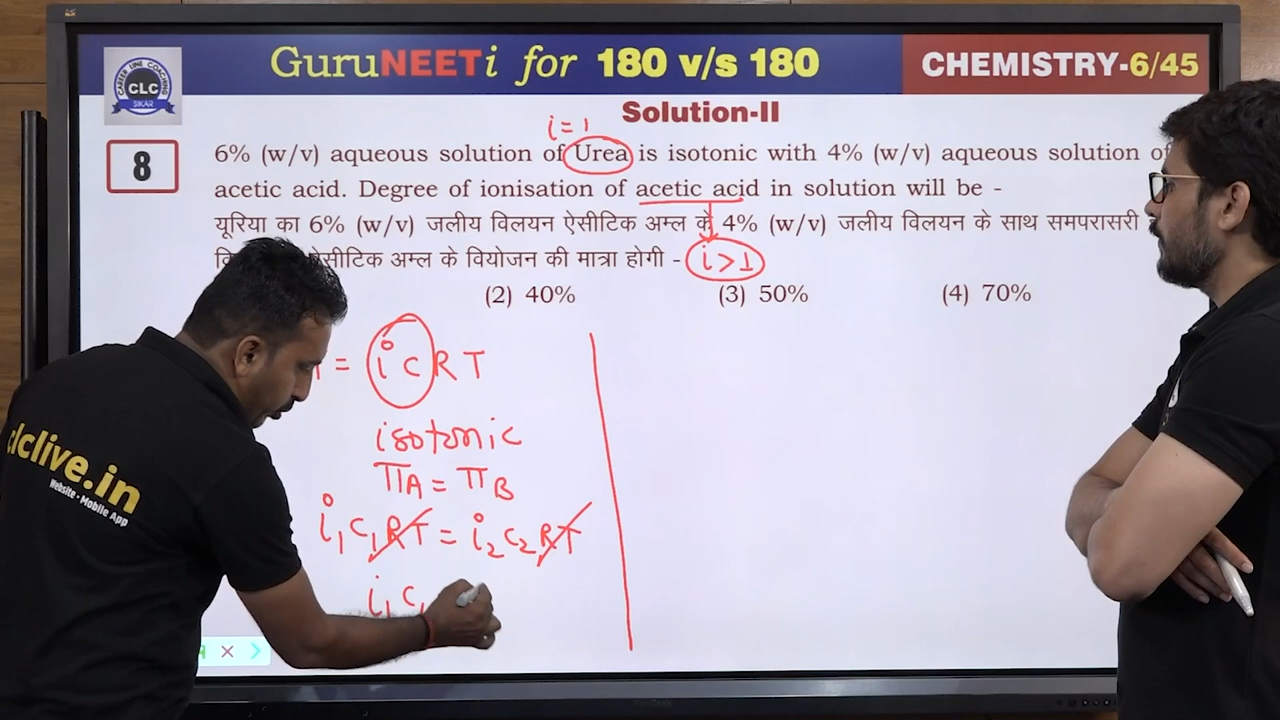 GuruNEETi for 180 v/s 180
CHEMISTRY-6/45
CAREER LINE COACHING
CLC
SIKAR
Solution-II
i = 1
8
6% (w/v) aqueous solution of Urea is isotonic with 4% (w/v) aqueous solution of
acetic acid. Degree of ionisation of acetic acid in solution will be -
यूरिया का 6% (w/v) जलीय विलयन ऐसीटिक अम्ल के 4% (w/v) जलीय विलयन के साथ समपरासरी
अम्ल के वियोजन की मात्रा होगी -
i > 1
(2) 40%
(3) 50%
(4) 70%
= i C R T
isotonic
πA = πB
i₁ C₁ R T = i₂ C₂ R T
i₁ C₁
clclive.in
Website - Mobile App